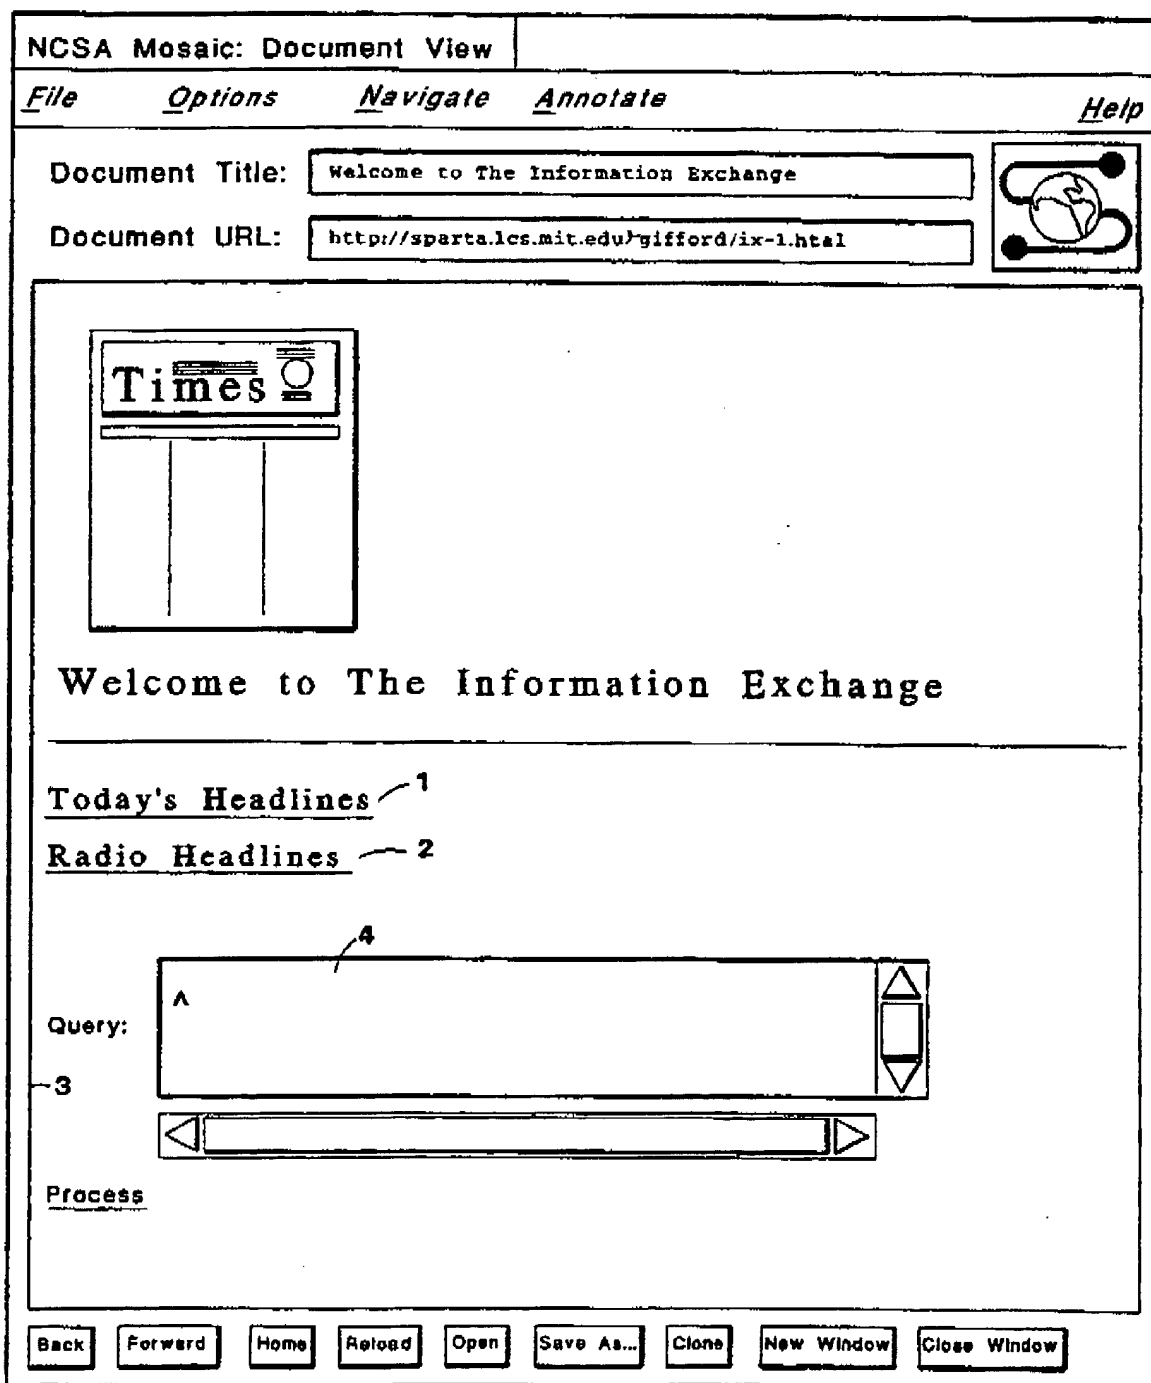 NCSA Mosaic: Document View
File Options Navigate Annotate Help
Document Title: Welcome to The Information Exchange
Document URL: http://sparta.lcs.mit.edu/~gifford/ix-1.html
Times
Welcome to The Information Exchange
Today's Headlines 1
Radio Headlines 2
4
^
Query:
3
Process
Back Forward Home Reload Open Save As... Clone New Window Close Window